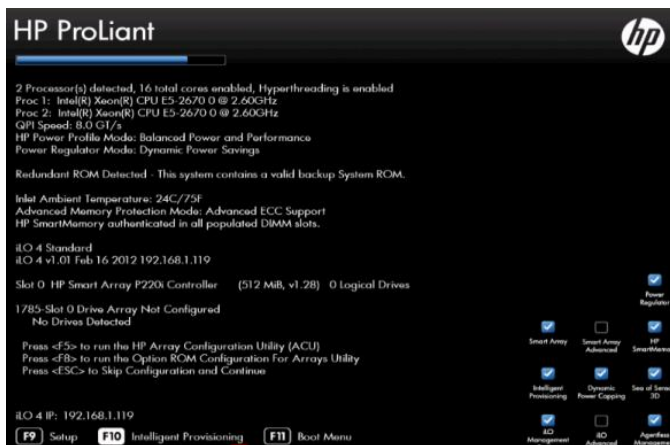 HP ProLiant
hp
2 Processor(s) detected, 16 total cores enabled, Hyperthreading is enabled
Proc 1: Intel(R) Xeon(R) CPU E5-2670 0 @ 2.60GHz
Proc 2: Intel(R) Xeon(R) CPU E5-2670 0 @ 2.60GHz
QPI Speed: 8.0 GT/s
HP Power Profile Mode: Balanced Power and Performance
Power Regulator Mode: Dynamic Power Savings
Redundant ROM Detected - This system contains a valid backup System ROM.
Inlet Ambient Temperature: 24C/75F
Advanced Memory Protection Mode: Advanced ECC Support
HP SmartMemory authenticated in all populated DIMM slots.
iLO 4 Standard
iLO 4 v1.01 Feb 16 2012 192.168.1.119
Slot 0 HP Smart Array P220i Controller (512 MiB, v1.28) 0 Logical Drives
1785-Slot 0 Drive Array Not Configured
No Drives Detected
Press <F5> to run the HP Array Configuration Utility (ACU)
Press <F8> to run the Option ROM Configuration For Arrays Utility
Press <ESC> to Skip Configuration and Continue
Power
Regulator
Smart Array
Smart Array
Advanced
HP
SmartMemo
Intelligent
Provisioning
Dynamic
Power Capping
Sea of Senso
3D
iLO
Management
iLO
Advanced
Agentless
Manageme
iLO 4 IP: 192.168.1.119
F9 Setup F10 Intelligent Provisioning F11 Boot Menu